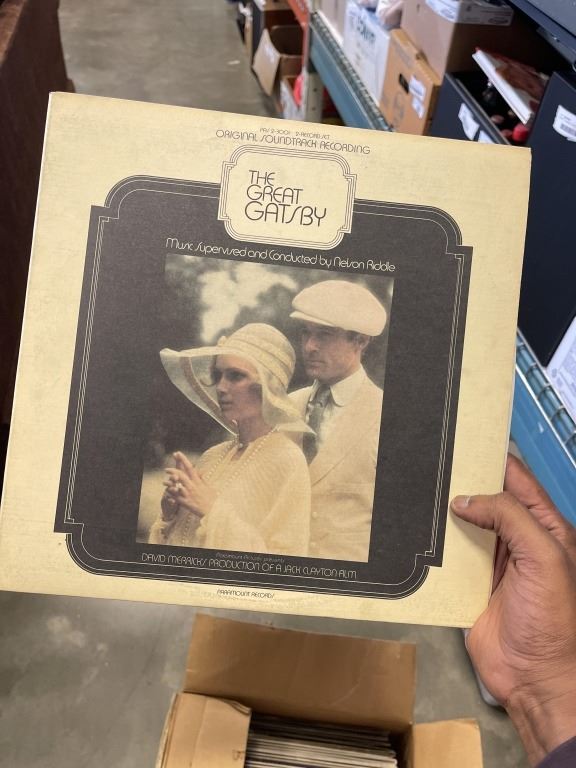 PAS 2-3001 2-RECORD SET
ORIGINAL SOUNDTRACK RECORDING
THE
GREAT
GATSBY
Music Supervised and Conducted by Nelson Riddle
Paramount Pictures presents
DAVID MERRICK'S PRODUCTION OF A JACK CLAYTON FILM
PARAMOUNT RECORDS